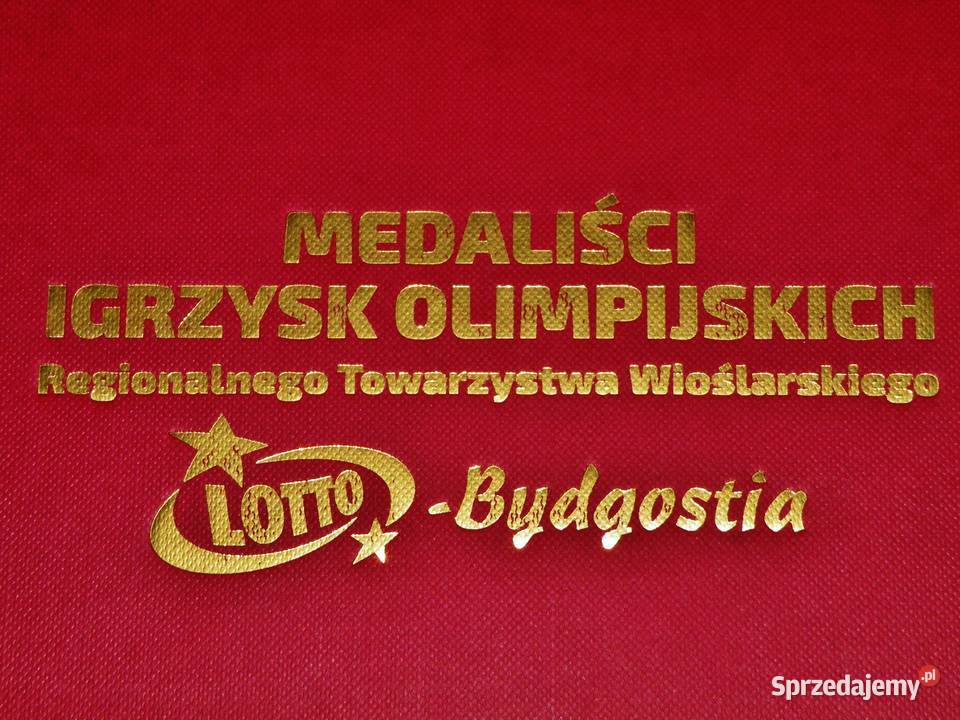 MEDALIŚCI
IGRZYSK OLIMPIJSKICH
Regionalnego Towarzystwa Wioślarskiego
LOTTO -Bydgostia
Sprzedajemy.pl